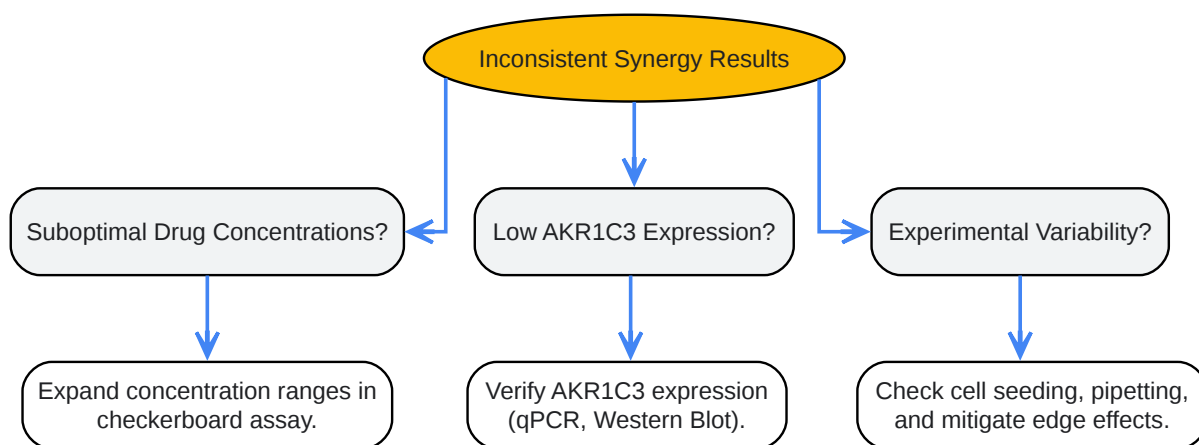 Inconsistent Synergy Results
Suboptimal Drug Concentrations?
Low AKR1C3 Expression?
Experimental Variability?
Expand concentration ranges in
checkerboard assay.
Verify AKR1C3 expression
(qPCR, Western Blot).
Check cell seeding, pipetting,
and mitigate edge effects.